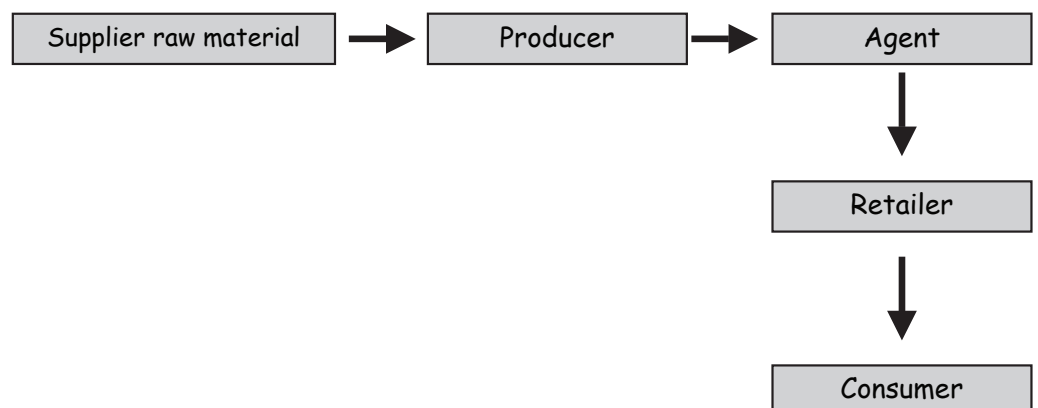 Supplier raw material
Producer
Agent
Retailer
Consumer